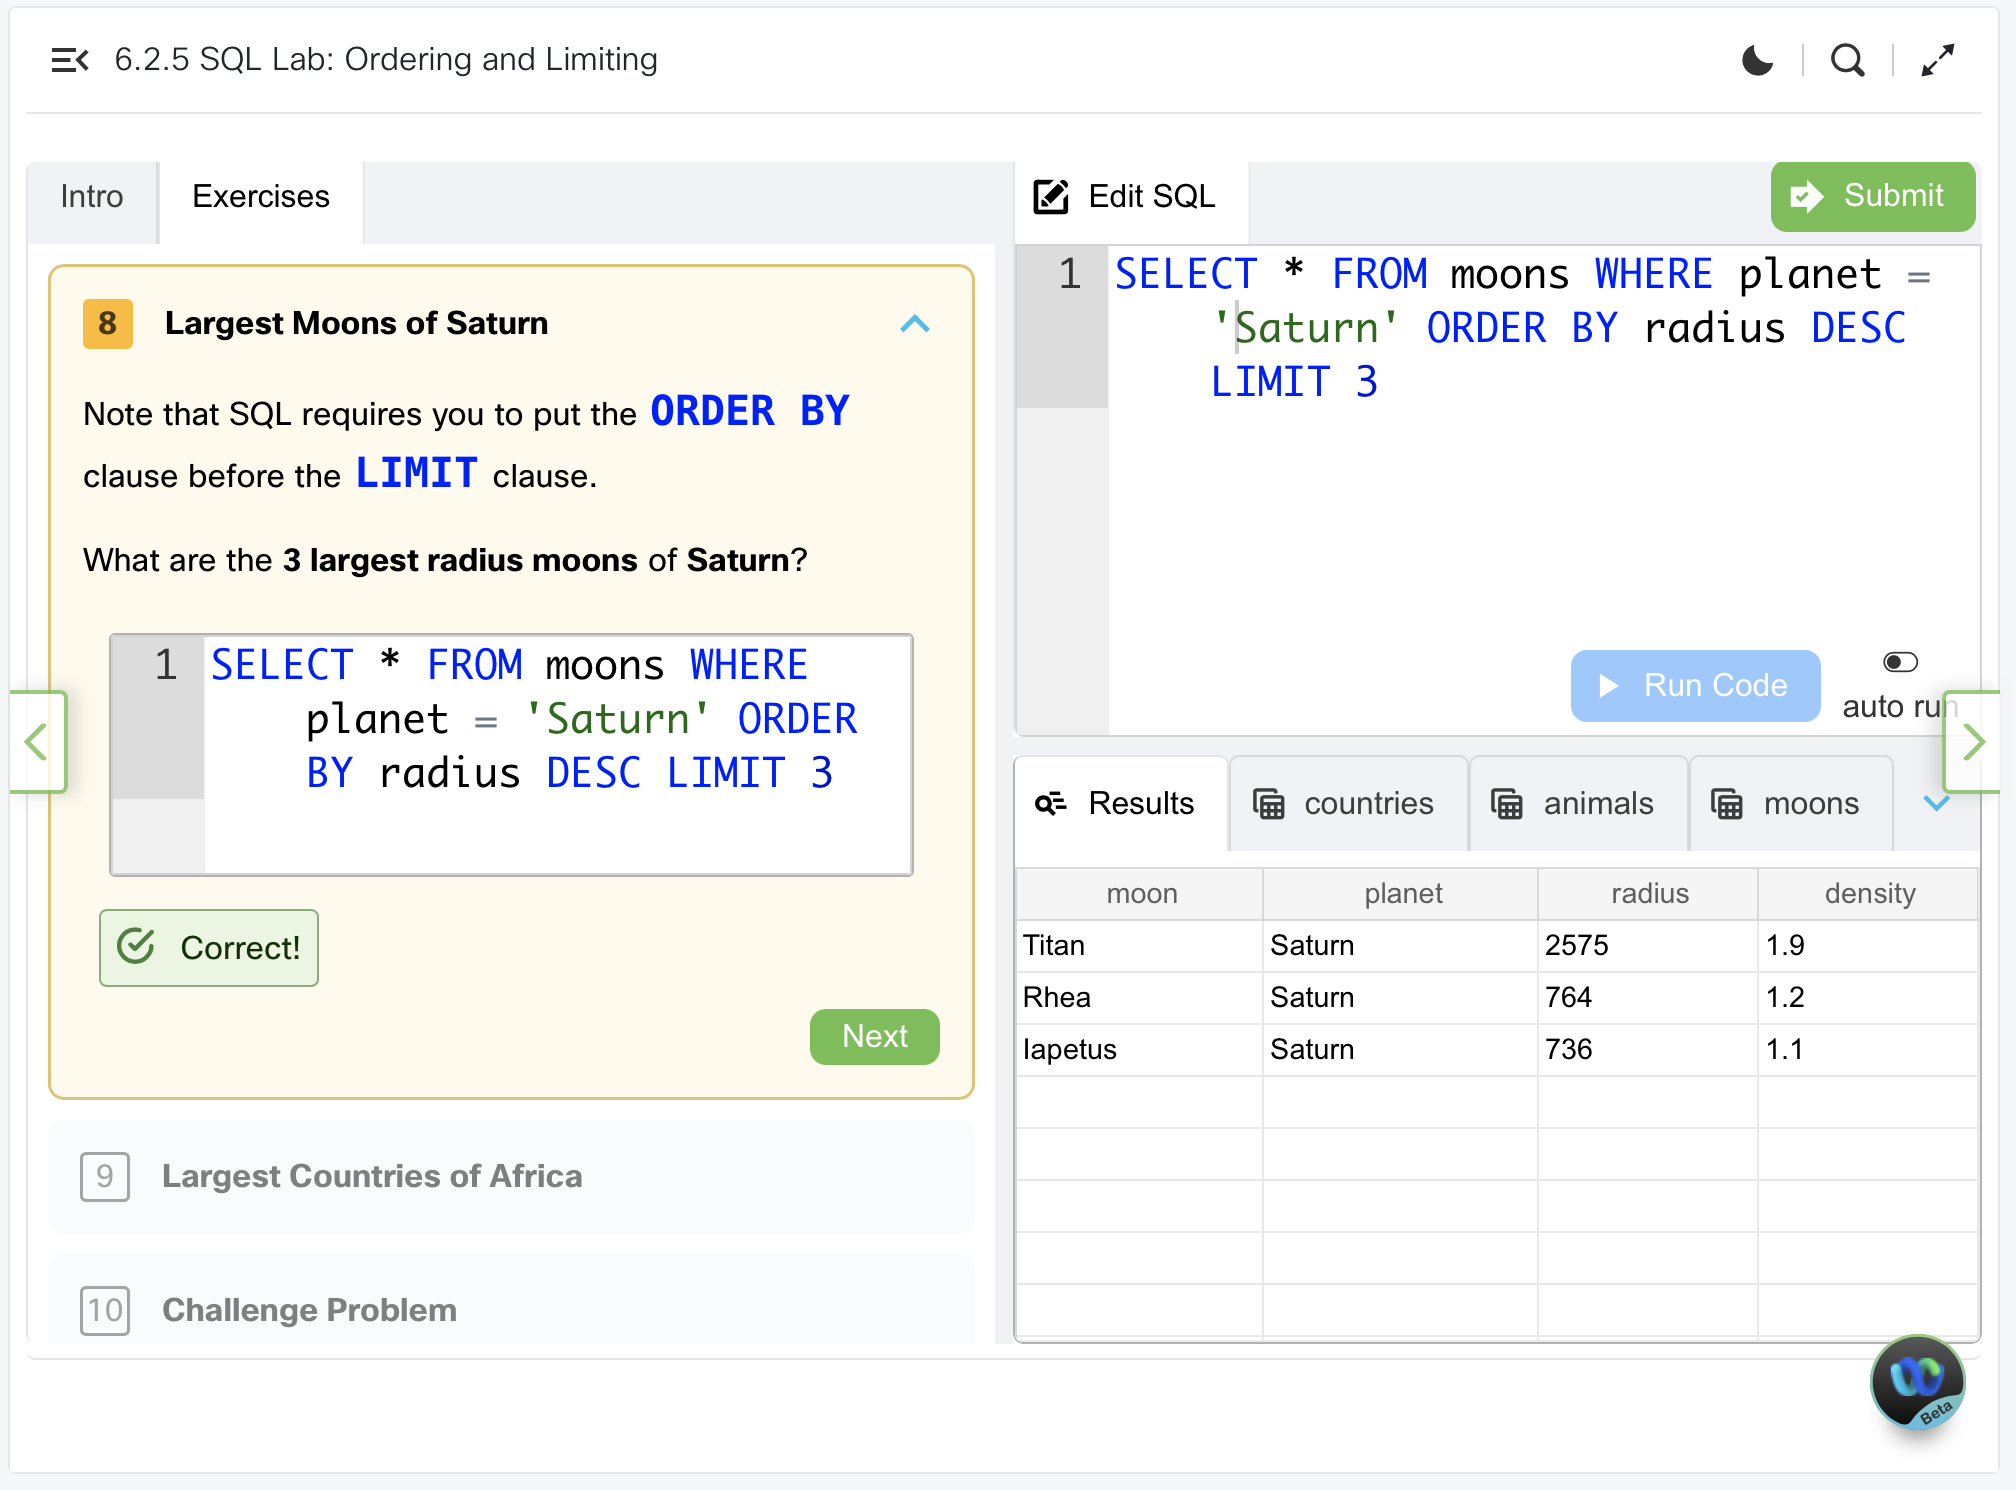 6.2.5 SQL Lab: Ordering and Limiting
Intro
Exercises
8
Largest Moons of Saturn
Note that SQL requires you to put the ORDER BY
clause before the LIMIT clause.
What are the 3 largest radius moons of Saturn?
1 SELECT * FROM moons WHERE
planet = 'Saturn' ORDER
BY radius DESC LIMIT 3
Correct!
Next
9 Largest Countries of Africa
10 Challenge Problem
Edit SQL
Submit
1 SELECT * FROM moons WHERE planet =
'Saturn' ORDER BY radius DESC
LIMIT 3
Run Code
auto run
Results
countries
animals
moons
moon planet radius density
Titan Saturn 2575 1.9
Rhea Saturn 764 1.2
Iapetus Saturn 736 1.1
Beta